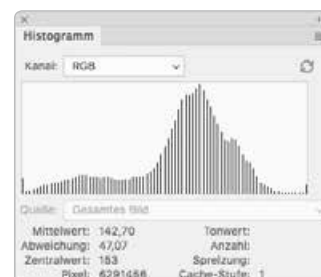 Histogramm
Kanal: RGB
Quelle: Gesamtes Bild
Mittelwert: 142,70 Tonwert:
Abweichung: 47,07 Anzahl:
Zentralwert: 153 Spreizung:
Pixel: 6291456 Cache-Stufe: 1